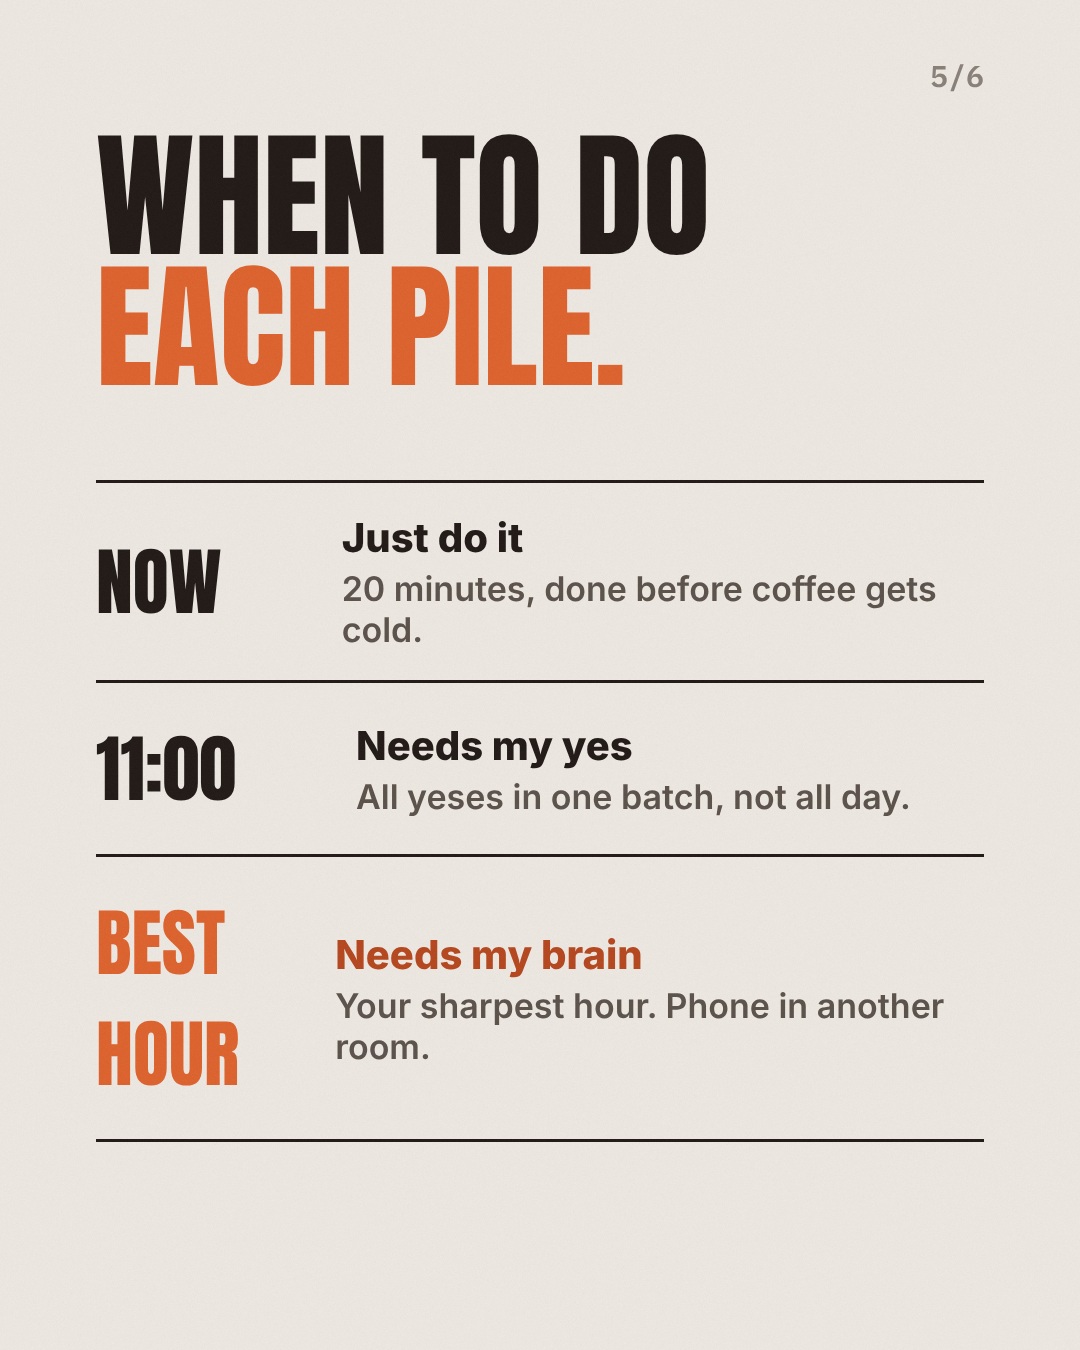 5/6
WHEN TO DO
EACH PILE.
NOW
Just do it
20 minutes, done before coffee gets
cold.
11:00
Needs my yes
All yeses in one batch, not all day.
BEST
HOUR
Needs my brain
Your sharpest hour. Phone in another
room.